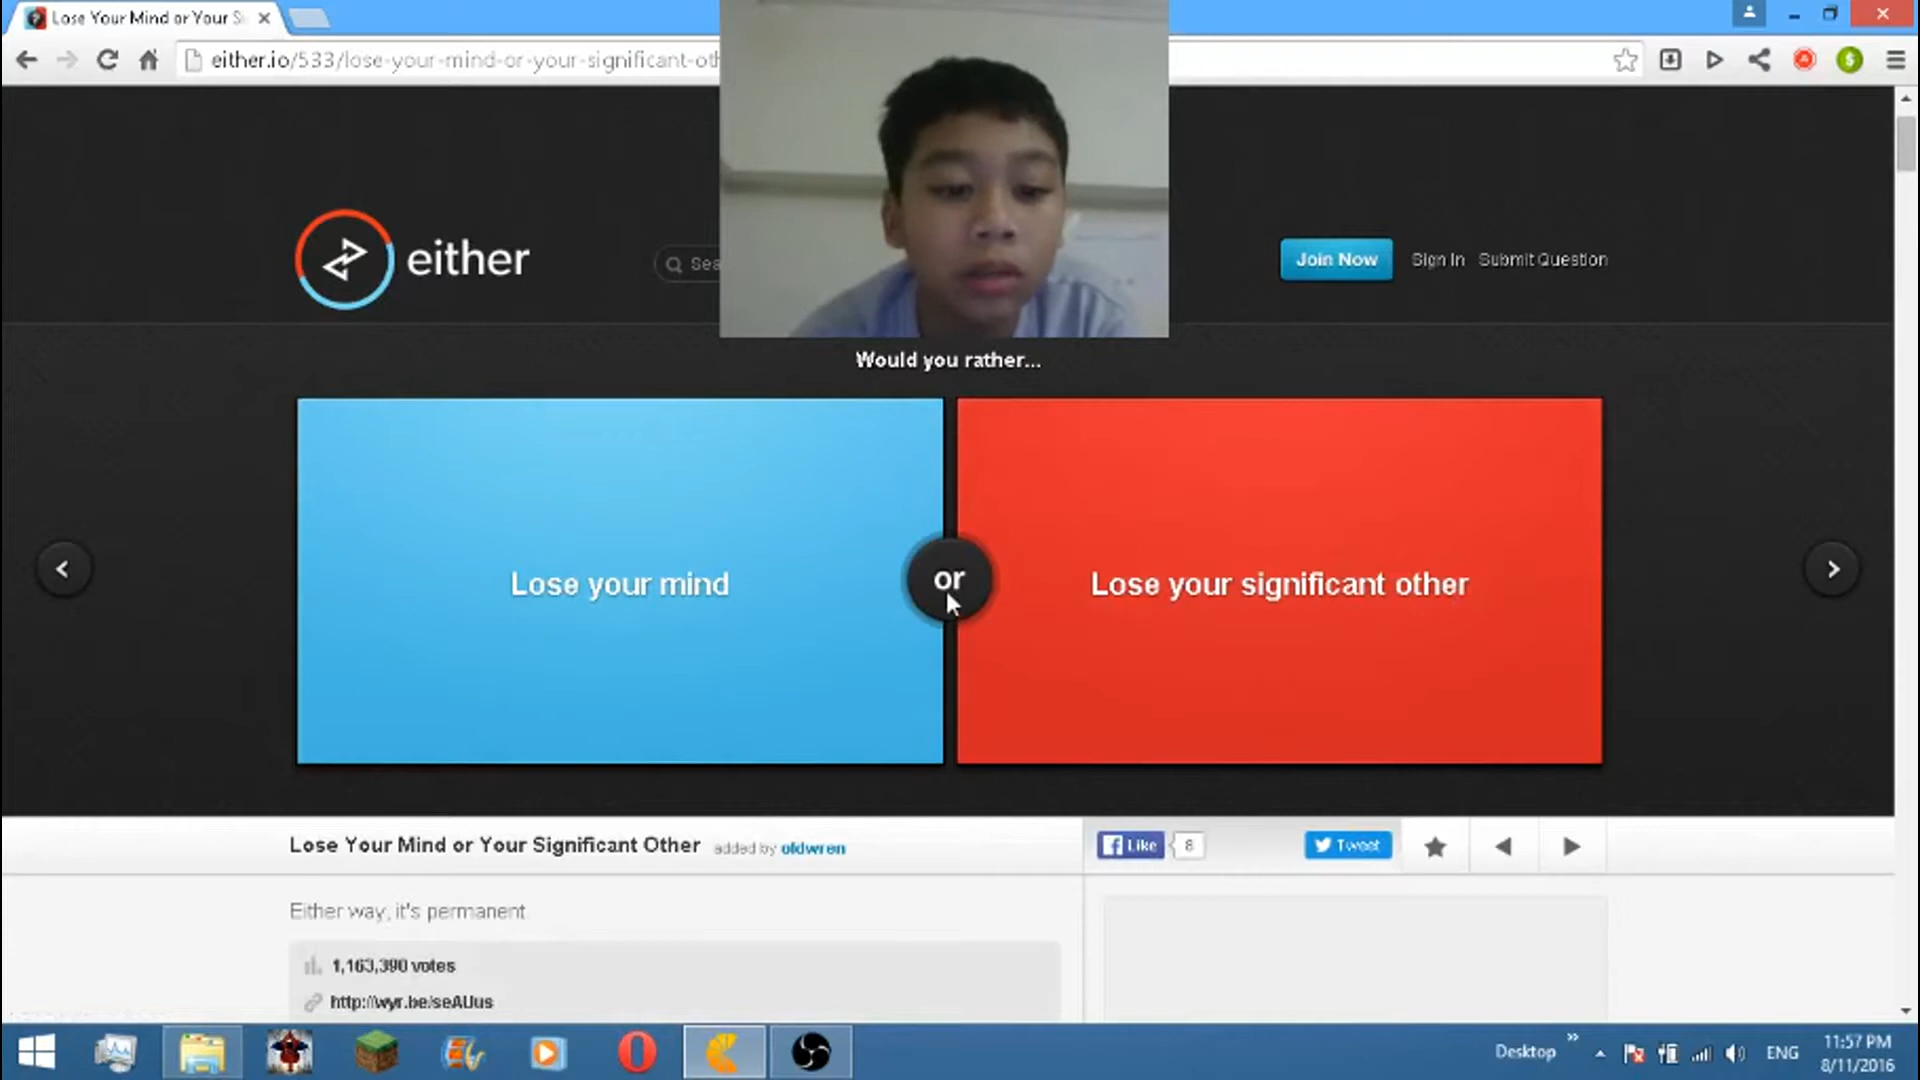 Lose Your Mind or Your Si
either.io/533/lose-your-mind-or-your-significant-oth
either
Sea
Join Now
Sign In
Submit Question
Would you rather...
Lose your mind
or
Lose your significant other
Lose Your Mind or Your Significant Other
added by oldwren
Like
8
Tweet
Either way, it's permanent.
1,163,390 votes
http://wyr.be/seAUus
Desktop
ENG
11:57 PM
8/11/2016